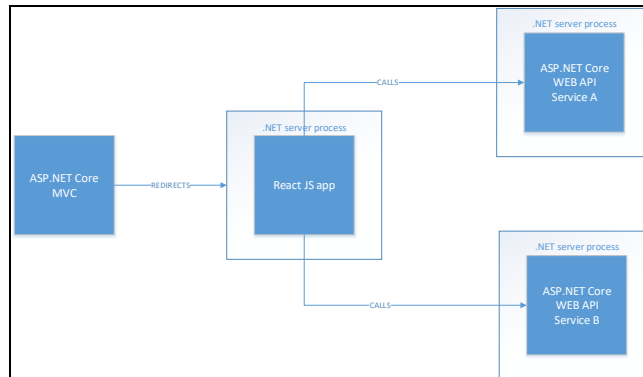 .NET server process
ASP.NET Core
WEB API
Service A
CALLS
.NET server process
ASP.NET Core
MVC
REDIRECTS
React JS app
.NET server process
ASP.NET Core
WEB API
Service B
CALLS